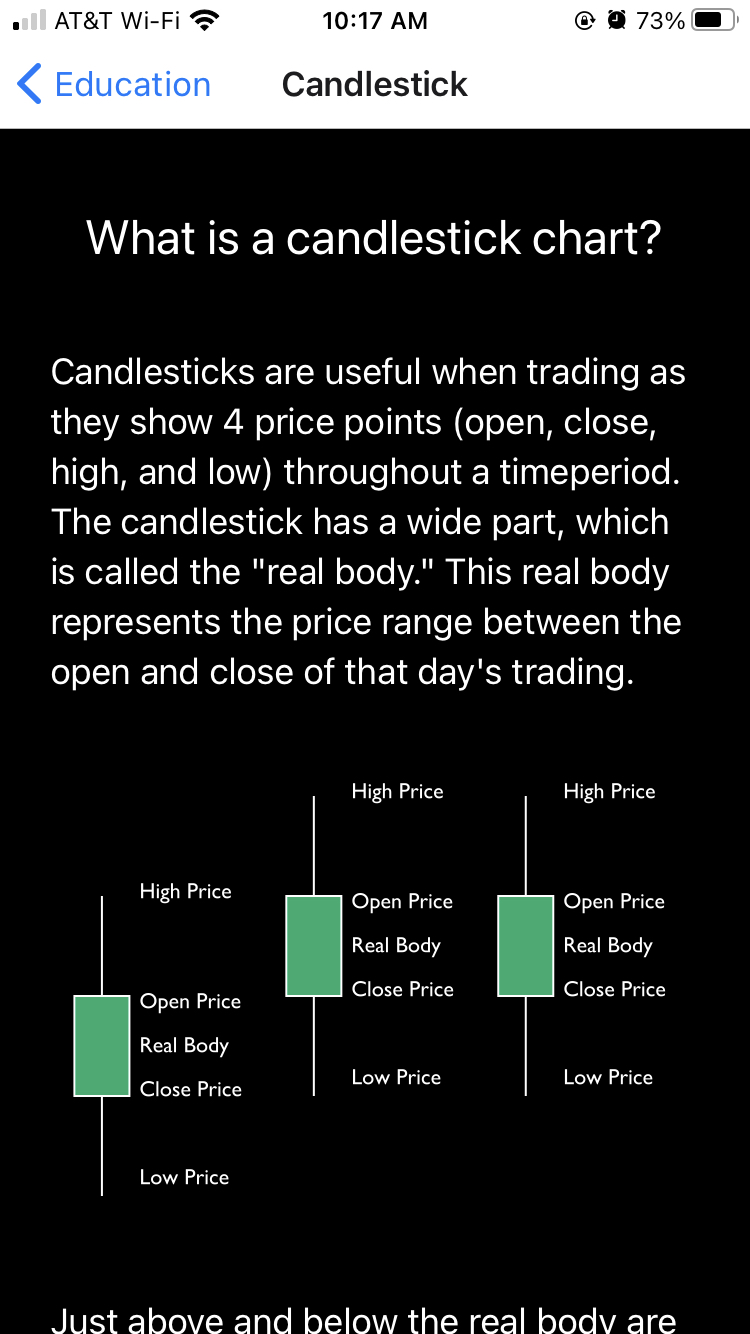 AT&T Wi-Fi 10:17 AM 73%
Education Candlestick
What is a candlestick chart?
Candlesticks are useful when trading as
they show 4 price points (open, close,
high, and low) throughout a timeperiod.
The candlestick has a wide part, which
is called the "real body." This real body
represents the price range between the
open and close of that day's trading.
High Price
Open Price
Real Body
Close Price
Low Price
High Price
Open Price
Real Body
Close Price
Low Price
High Price
Open Price
Real Body
Close Price
Low Price
Just above and below the real body are